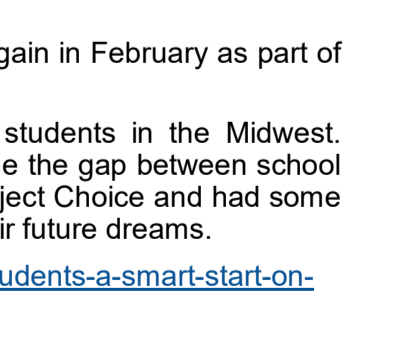 gain in February as part of
students in the Midwest.
e the gap between school
ject Choice and had some
ir future dreams.
udents-a-smart-start-on-